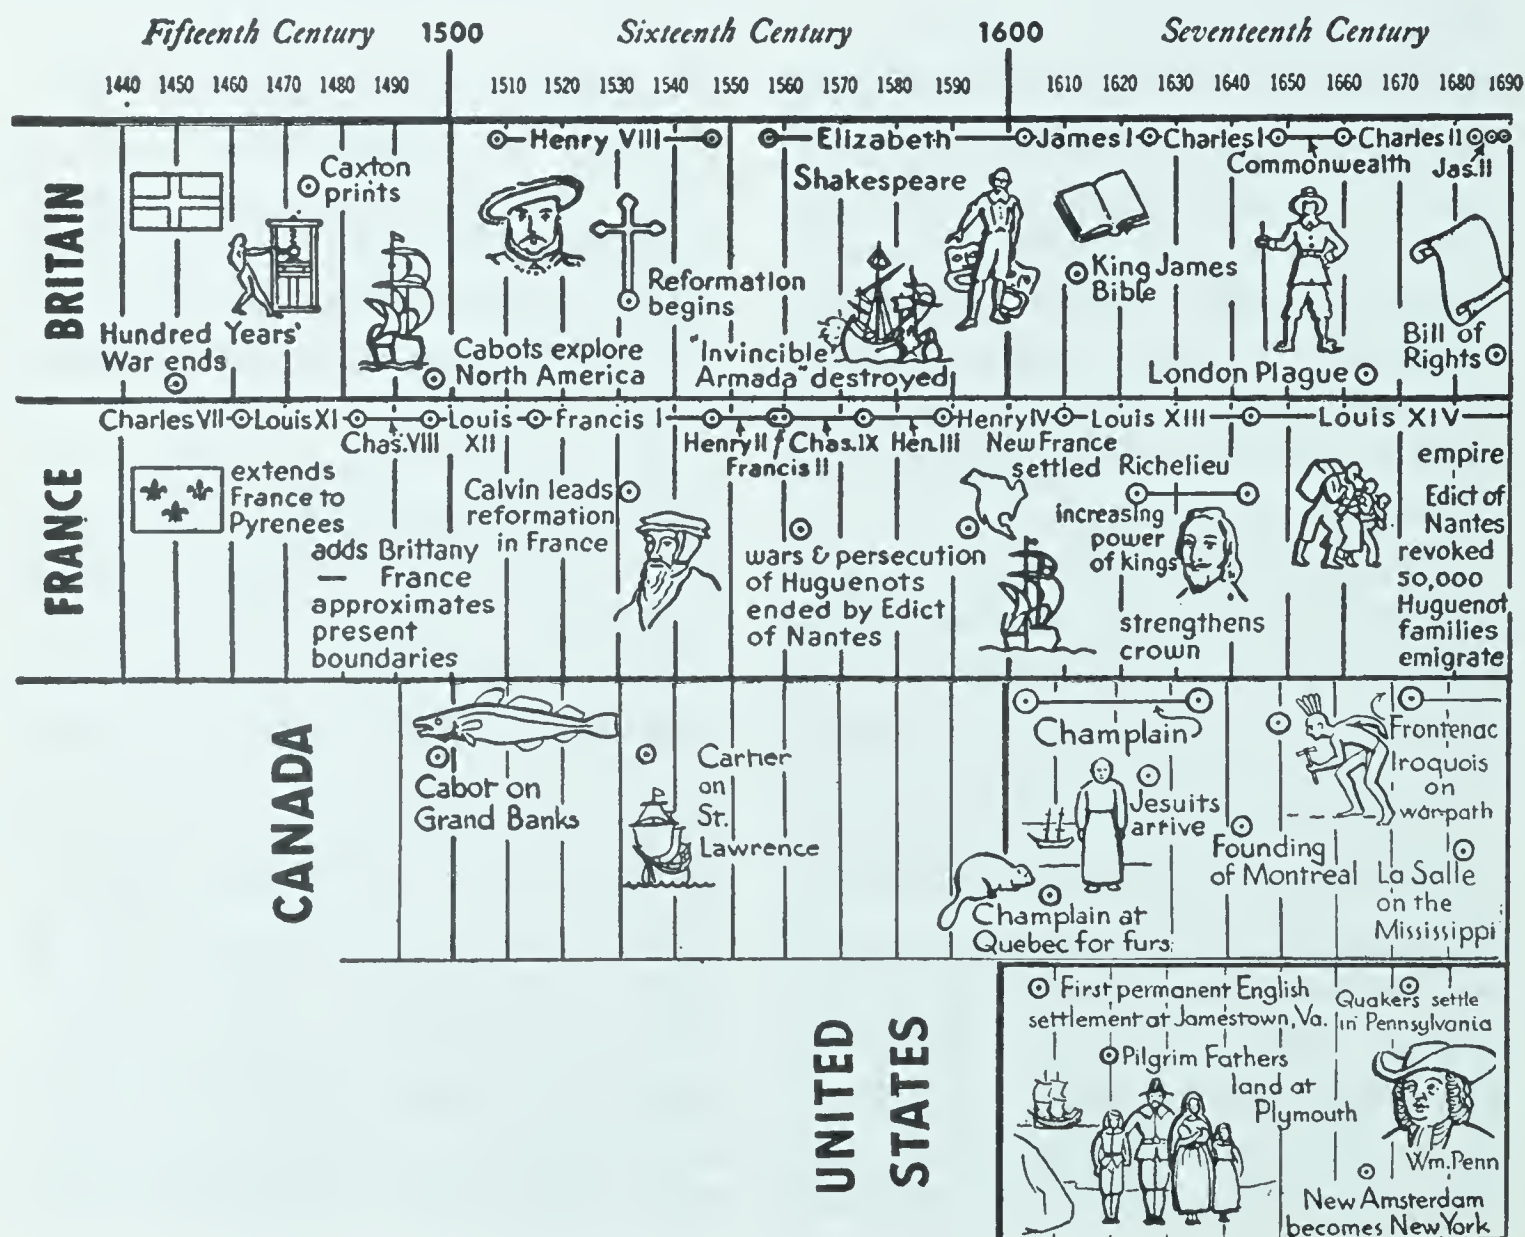 Fifteenth Century 1500 Sixteenth Century 1600 Seventeenth Century
1440 1450 1460 1470 1480 1490 1510 1520 1530 1540 1550 1560 1570 1580 1590 1610 1620 1630 1640 1650 1660 1670 1680 1690
BRITAIN
Henry VIII
Elizabeth
James I
Charles I
Commonwealth
Charles II
Jas.II
Hundred Years'
War ends
Caxton
prints
Cabots explore
North America
Reformation
begins
Shakespeare
"Invincible
Armada" destroyed
King James
Bible
London Plague
Bill of
Rights
FRANCE
Charles VII
Louis XI
Chas.VIII
Louis
XII
Francis I
Henry II
Francis II
Chas.IX
Hen.III
Henry IV
Louis XIII
Louis XIV
extends
France to
Pyrenees
adds Brittany
— France
approximates
present
boundaries
Calvin leads
reformation
in France
wars & persecution
of Huguenots
ended by Edict
of Nantes
New France
settled
Richelieu
increasing
power
of kings
strengthens
crown
empire
Edict of
Nantes
revoked
50,000
Huguenot
families
emigrate
CANADA
Cabot on
Grand Banks
Cartier
on
St.
Lawrence
Champlain
Jesuits
arrive
Champlain at
Quebec for furs
Founding
of Montreal
Frontenac
Iroquois
on
warpath
La Salle
on the
Mississippi
UNITED
STATES
First permanent English
settlement at Jamestown, Va.
Pilgrim Fathers
land at
Plymouth
Quakers settle
in Pennsylvania
Wm. Penn
New Amsterdam
becomes New York